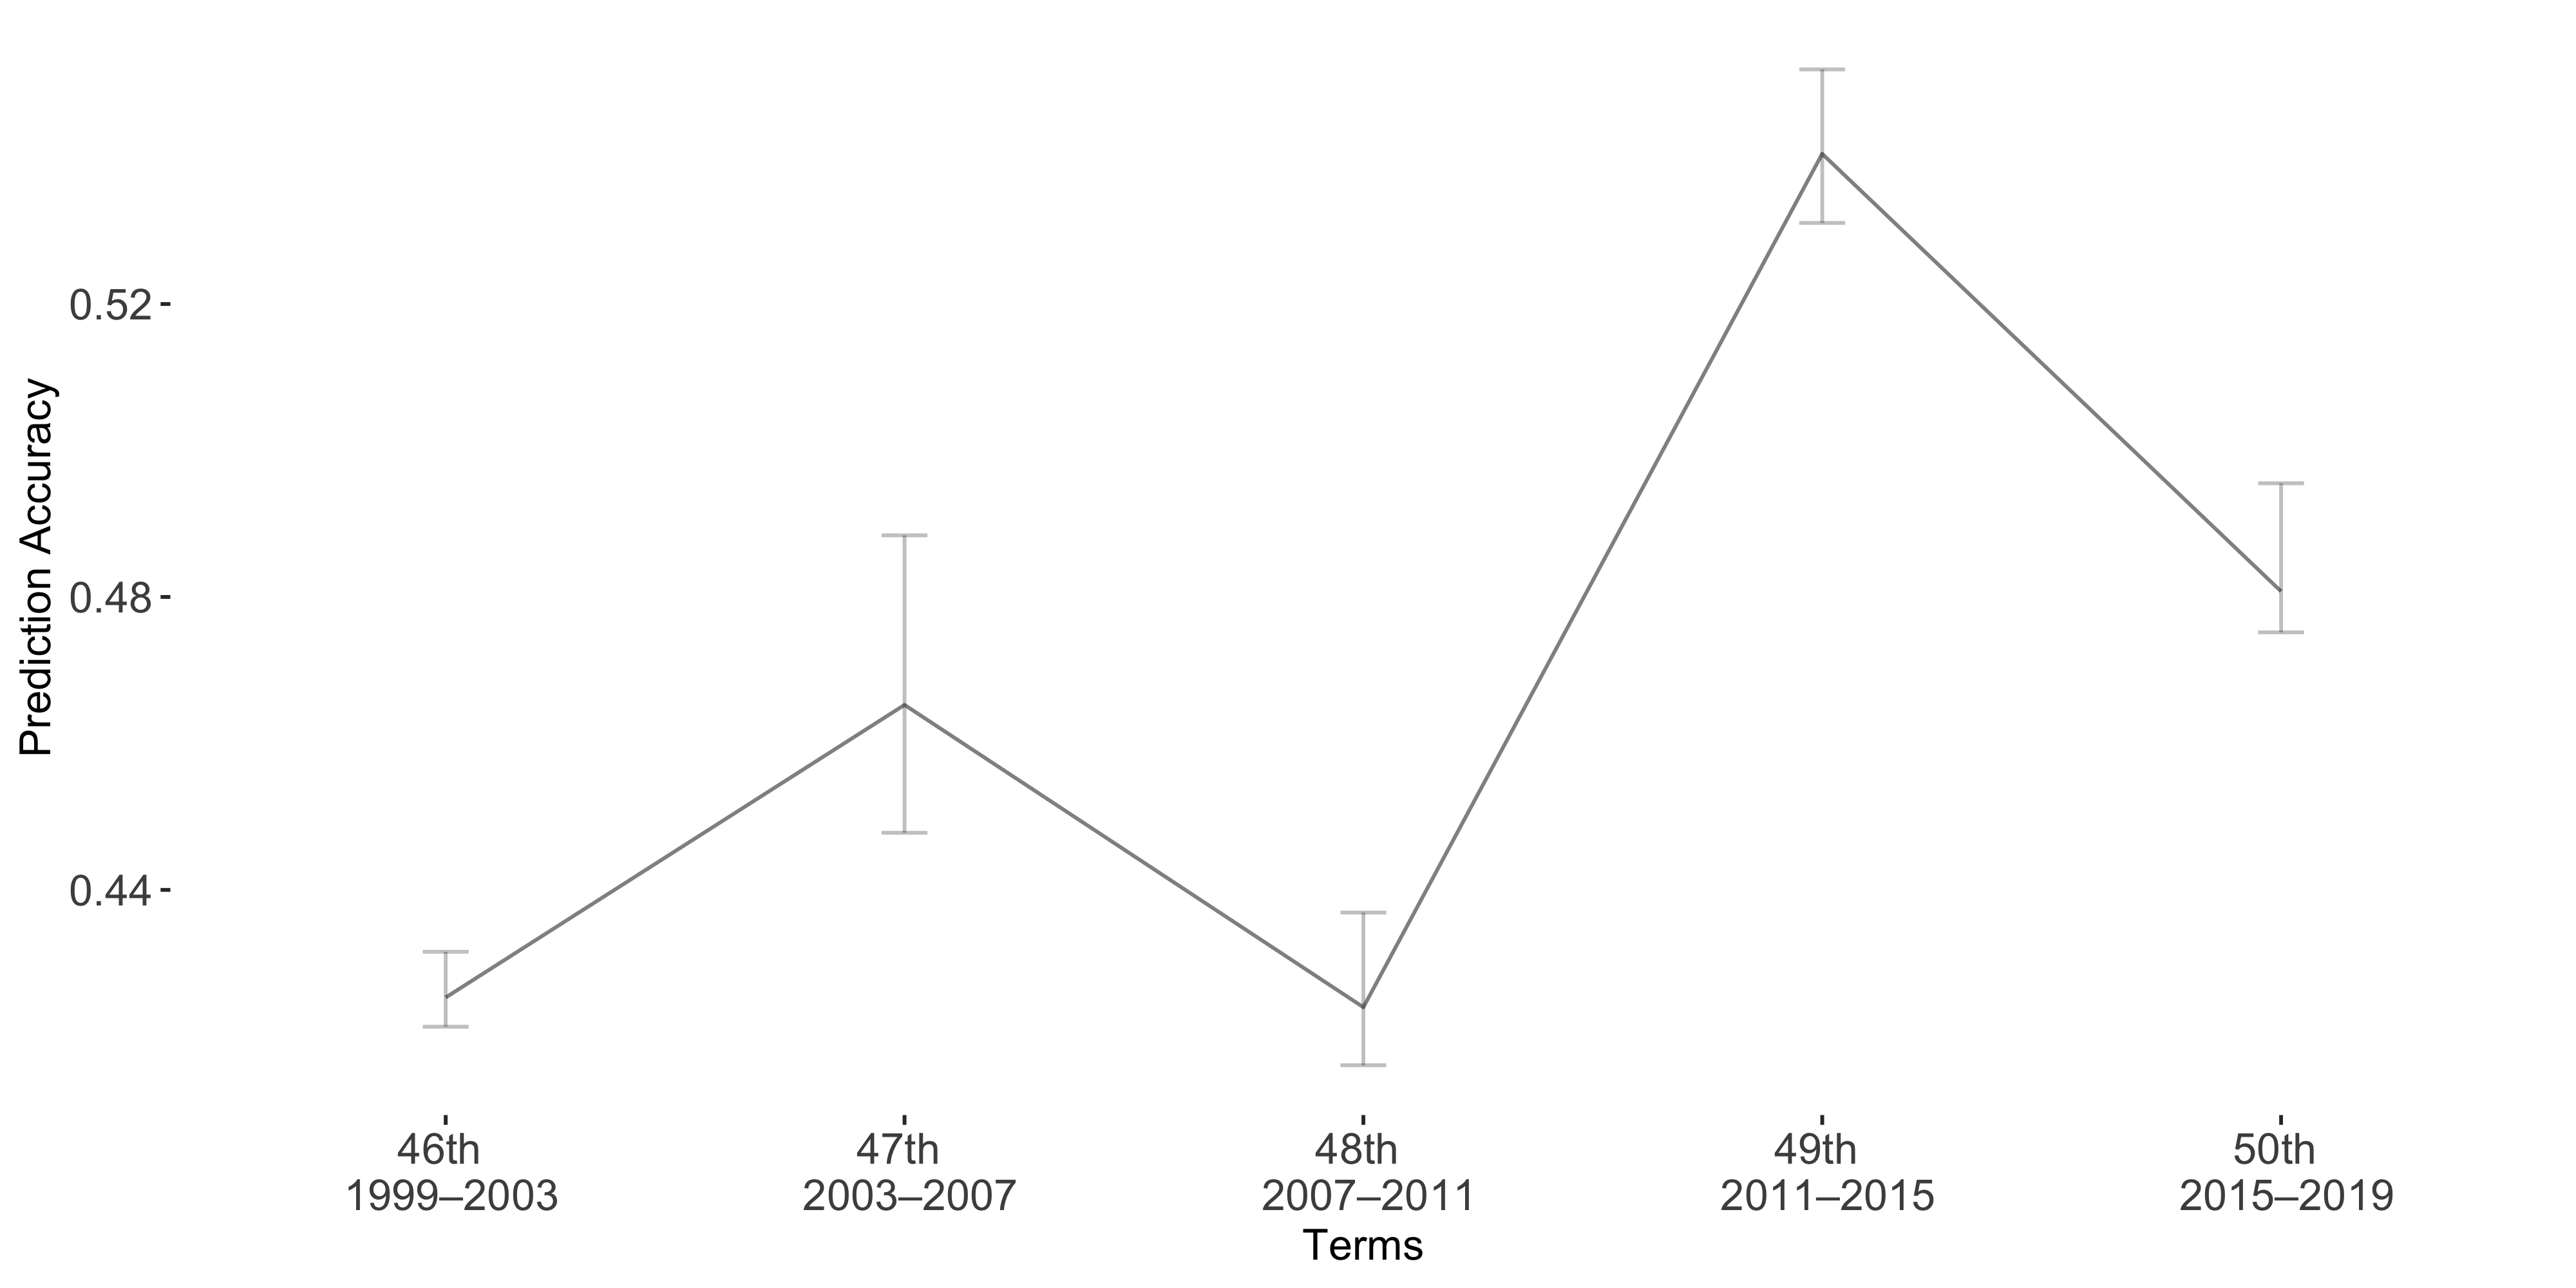 Prediction Accuracy
0.52
0.48
0.44
46th
1999–2003
47th
2003–2007
48th
2007–2011
49th
2011–2015
50th
2015–2019
Terms